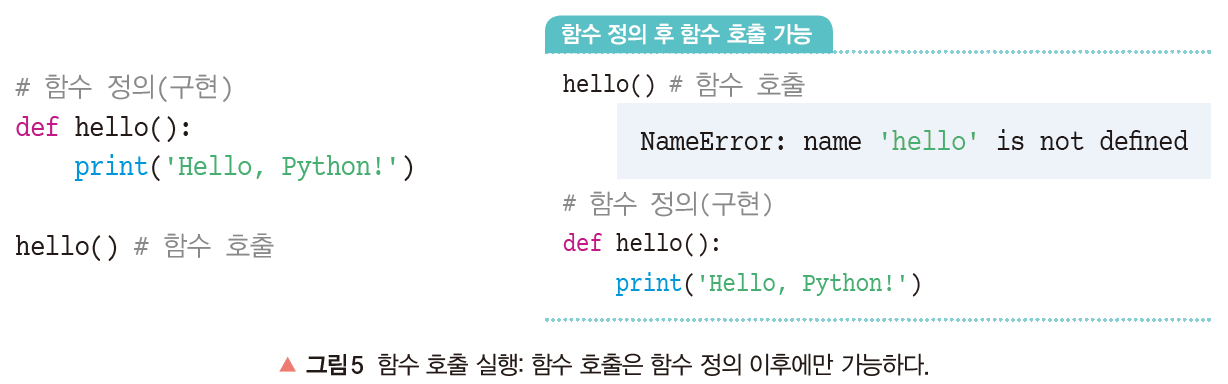 # 함수 정의(구현)
def hello():
    print('Hello, Python!')
hello() # 함수 호출
함수 정의 후 함수 호출 가능
hello() # 함수 호출
NameError: name 'hello' is not defined
# 함수 정의(구현)
def hello():
    print('Hello, Python!')
▲ 그림 5 함수 호출 실행: 함수 호출은 함수 정의 이후에만 가능하다.